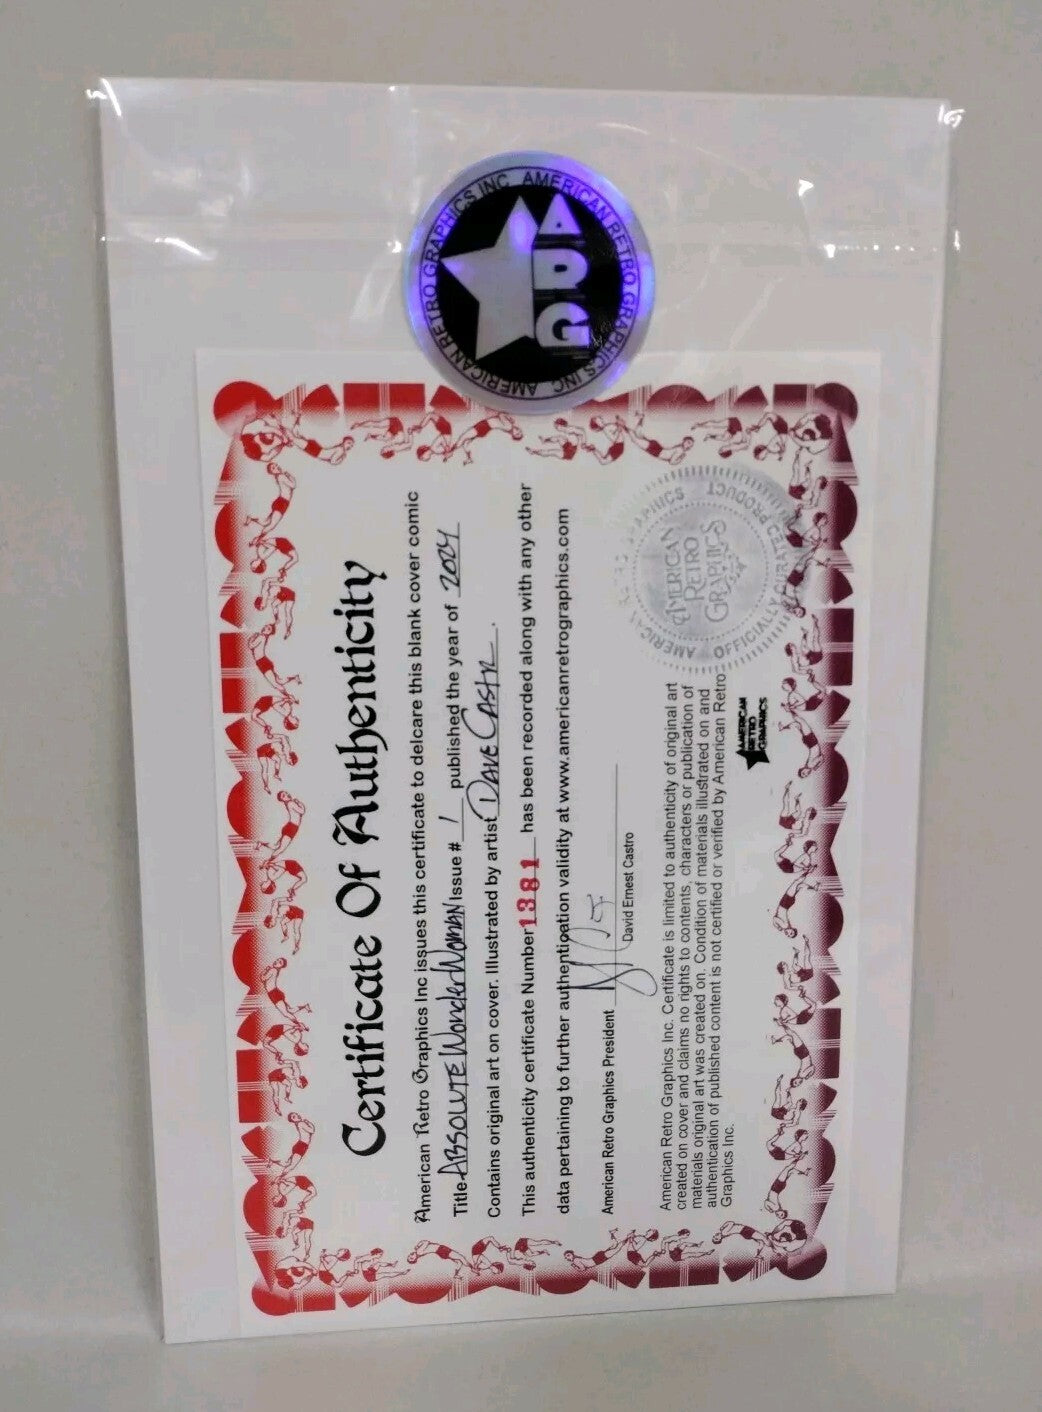 AMERICAN RETRO GRAPHICS INC AMERICAN RETRO GRAPHICS INC
ARG
Certificate Of Authenticity
American Retro Graphics Inc issues this certificate to delcare this blank cover comic
Title ABSOLUTE Wonder Woman issue # 1 published the year of 2024
Contains original art on cover. Illustrated by artist Dave Castr.
This authenticity certificate Number 1381 has been recorded along with any other
data pertaining to further authentication validity at www.americanretrographics.com
American Retro Graphics President
David Ernest Castro
American Retro Graphics Inc. Certificate is limited to authenticity of original art
created on cover and claims no rights to contents, characters or publication of
materials original art was created on. Condition of materials illustrated on and
authentication of published content is not certified or verified by American Retro
Graphics Inc.
AMERICAN
RETRO
GRAPHICS
AMERICAN RETRO GRAPHICS
OFFICIALLY CURATED PRODUCT
AMERICAN
RETRO
GRAPHICS